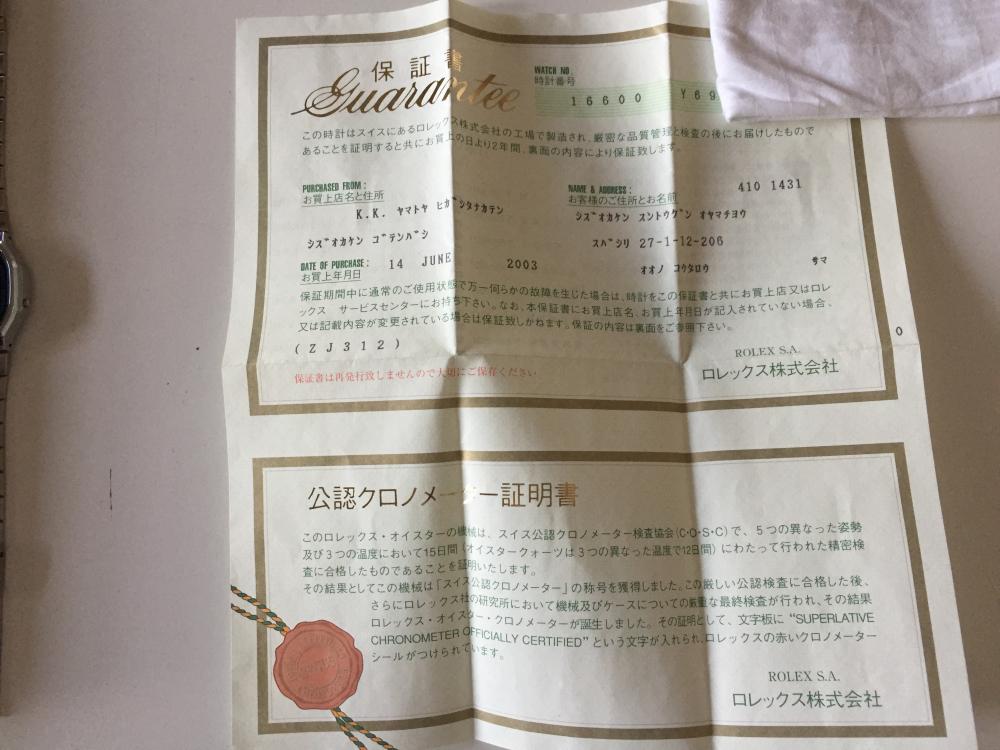 保証書
Guarantee
WATCH NO.
時計番号
16600 Y69
この時計はスイスにあるロレックス株式会社の工場で製造され、厳密な品質管理と検査の後にお届けしたもので
あることを証明すると共にお買上の日より2年間、裏面の内容により保証致します。
PURCHASED FROM:
お買上店名と住所
K.K. ヤマトヤ ヒガシタナカテン
シズオカケン ゴテンバシ
NAME & ADDRESS:
お客様のご住所とお名前
410 1431
シズオカケン スントウグン オヤマチヨウ
スバシリ 27-1-12-206
オオノ コウタロウ サマ
DATE OF PURCHASE:
お買上年月日
14 JUNE 2003
保証期間中に通常のご使用状態で万一何らかの故障を生じた場合は、時計をこの保証書と共にお買上店又はロレ
ックス サービスセンターにお持ち下さい。なお、本保証書にお買上店名、お買上年月日が記入されていない場合、
又は記載内容が変更されている場合は保証致しかねます。保証の内容は裏面をご参照下さい。
(ZJ312)
0
保証書は再発行致しませんので大切にご保存ください
ROLEX S.A.
ロレックス株式会社
公認クロノメーター証明書
このロレックス・オイスターの機械は、スイス公認クロノメーター検査協会(C・O・S・C)で、5つの異なった姿勢
及び3つの温度において15日間(オイスタークォーツは3つの異なった温度で12日間)にわたって行われた精密検
査に合格したものであることを証明いたします。
その結果としてこの機械は「スイス公認クロノメーター」の称号を獲得しました。この厳しい公認検査に合格した後、
さらにロレックス社の研究所において機械及びケースについての厳重な最終検査が行われ、その結果
ロレックス・オイスター・クロノメーターが誕生しました。その証明として、文字板に "SUPERLATIVE
CHRONOMETER OFFICIALLY CERTIFIED" という文字が入れられ、ロレックスの赤いクロノメーター
シールがつけられています。
ROLEX S.A.
ロレックス株式会社